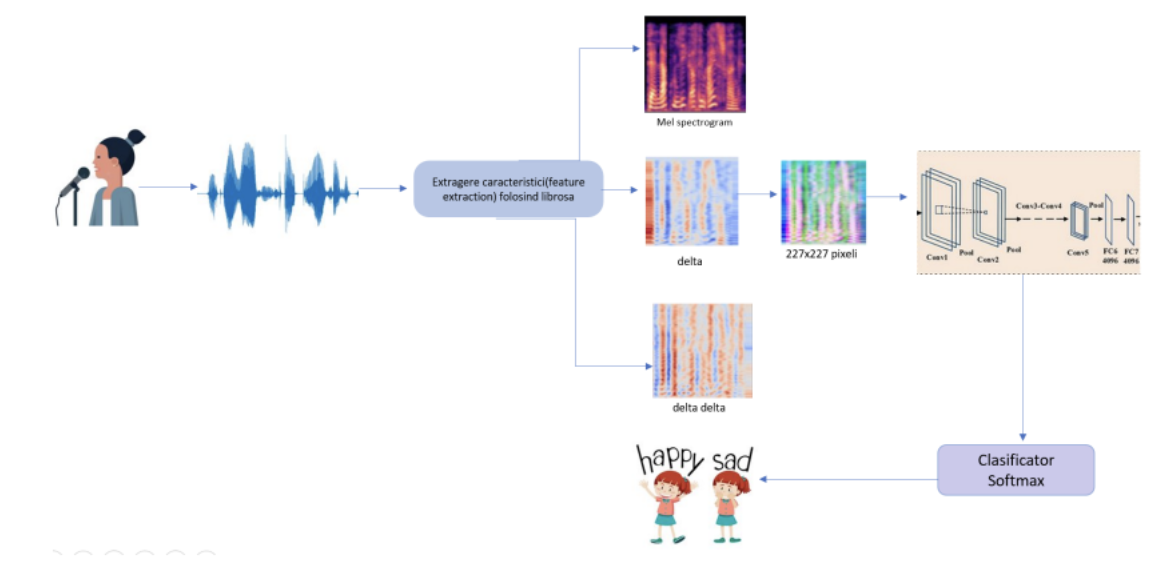 Mel spectrogram
Extragere caracteristici(feature
extraction) folosind librosa
delta
227x227 pixeli
Conv1
Pool
Conv2
Pool
Conv3-Conv4
Conv5
Pool
FC6
4096
FC7
4096
delta delta
happy sad
Clasificator
Softmax